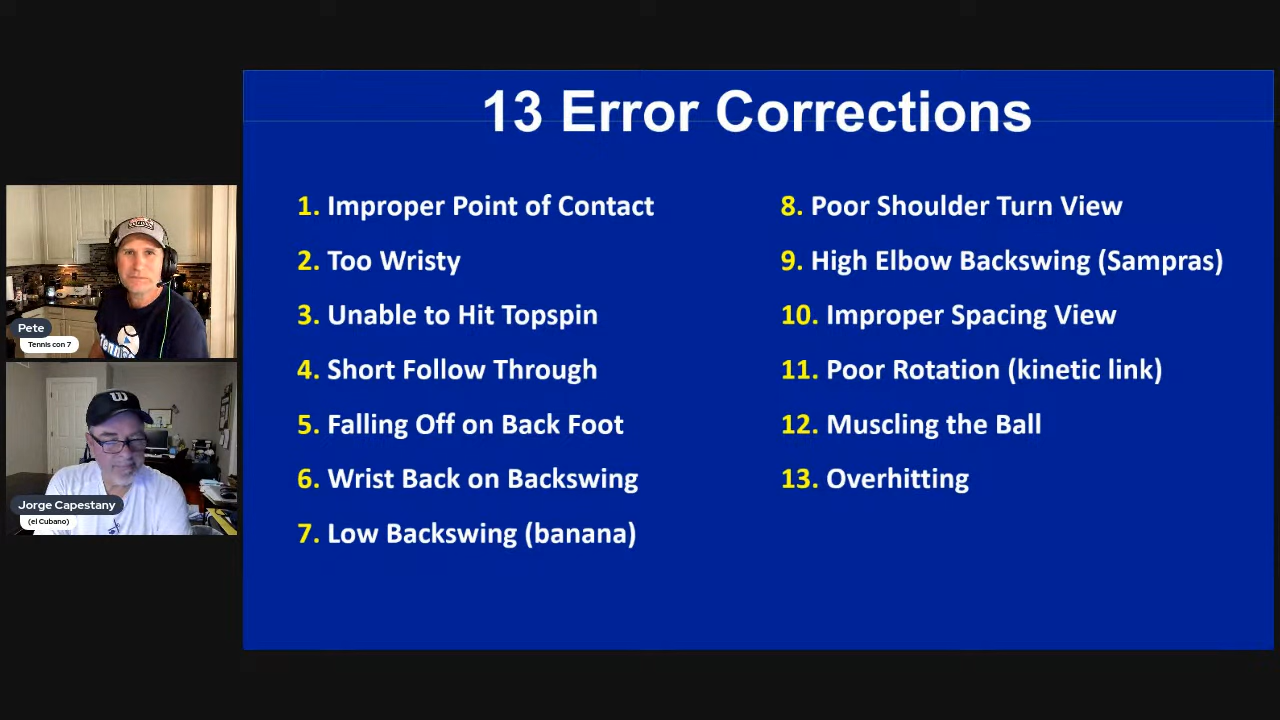 13 Error Corrections
1. Improper Point of Contact
2. Too Wristy
3. Unable to Hit Topspin
4. Short Follow Through
5. Falling Off on Back Foot
6. Wrist Back on Backswing
7. Low Backswing (banana)
8. Poor Shoulder Turn View
9. High Elbow Backswing (Sampras)
10. Improper Spacing View
11. Poor Rotation (kinetic link)
12. Muscling the Ball
13. Overhitting
Pete
Tennis con 7
Jorge Capestany
(el Cubano)
W